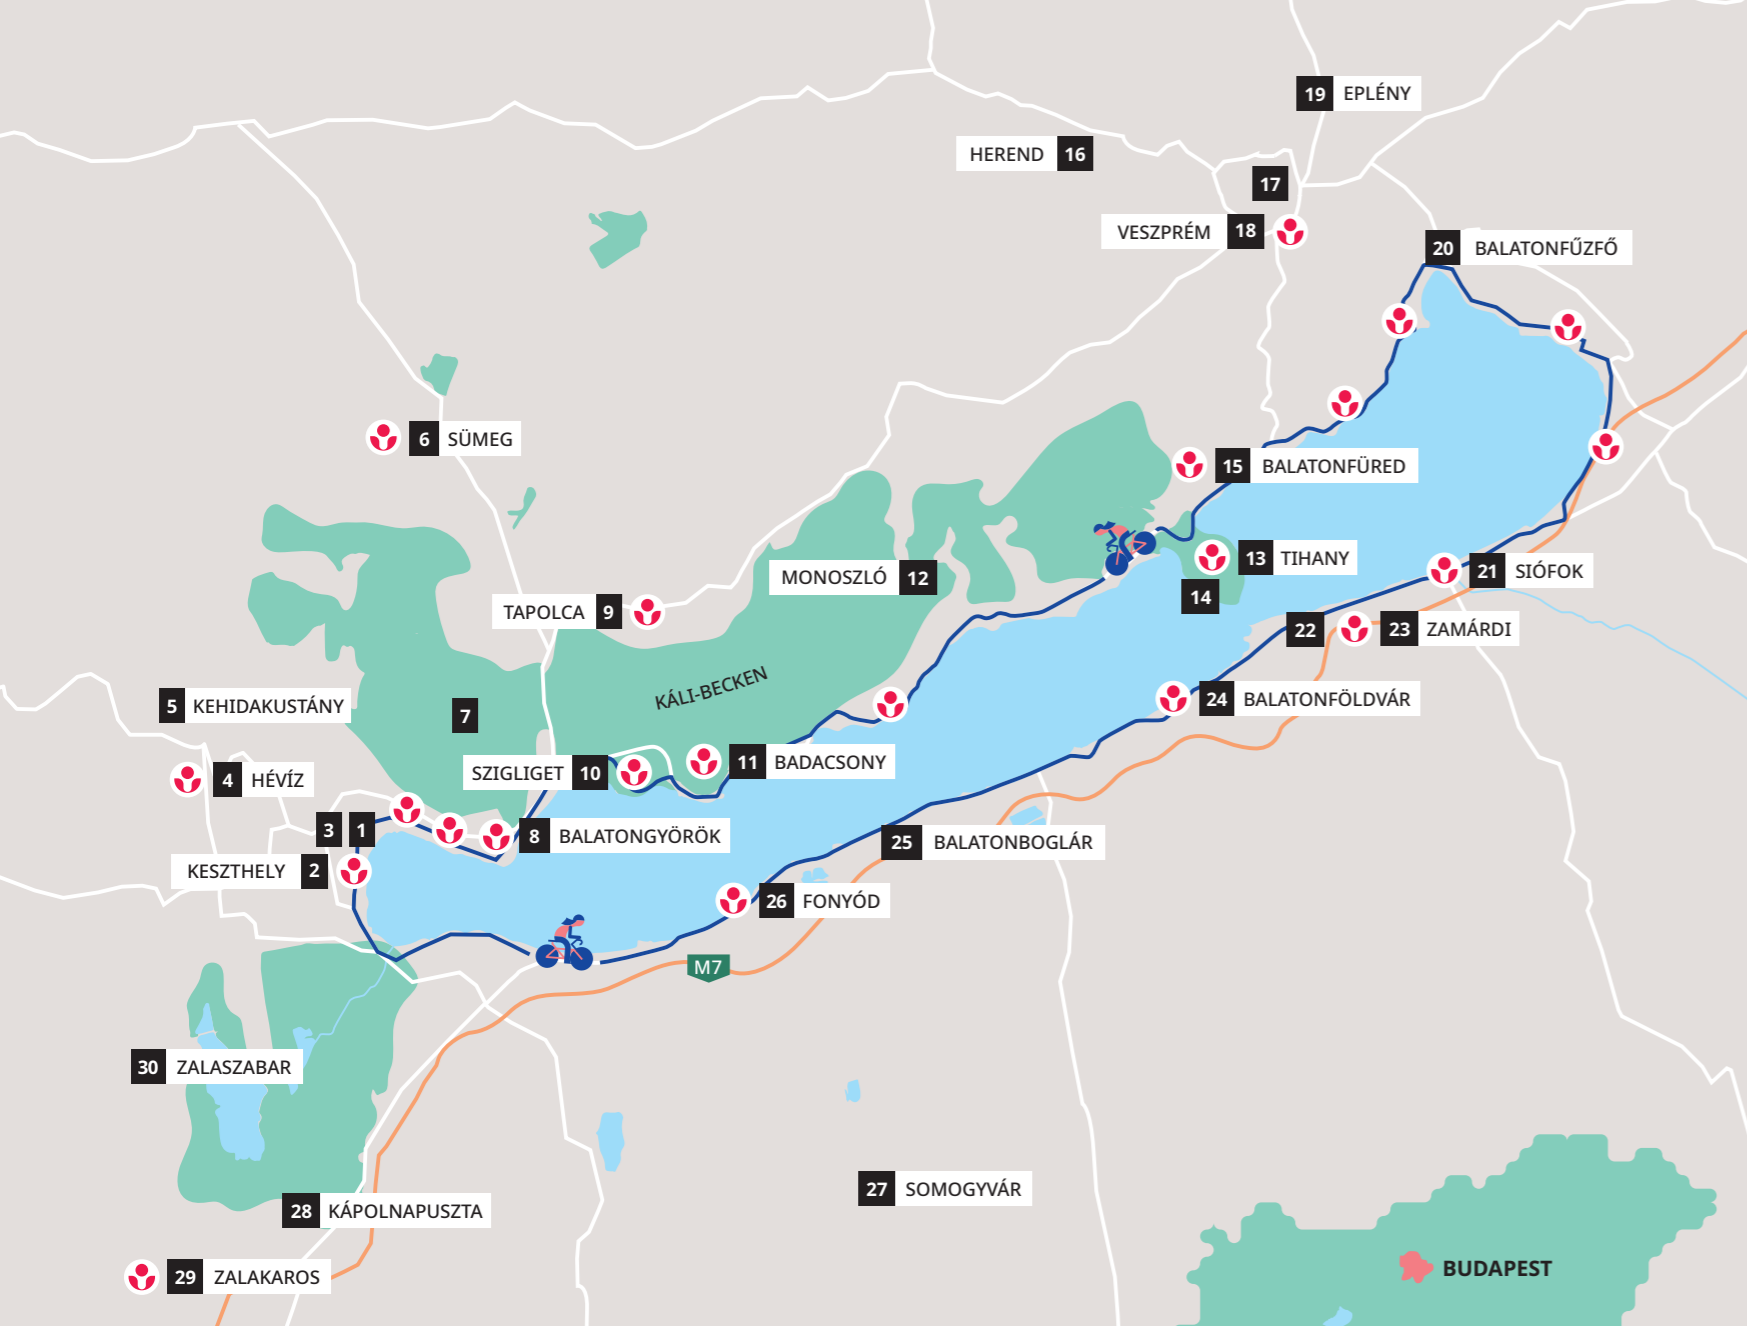 19 EPLÉNY
HEREND 16
17
VESZPRÉM 18
20 BALATONFŰZFŐ
6 SÜMEG
15 BALATONFÜRED
13 TIHANY
14
MONOSZLÓ 12
21 SIÓFOK
TAPOLCA 9
22
23 ZAMÁRDI
KÁLI-BECKEN
5 KEHIDAKUSTÁNY
7
24 BALATONFÖLDVÁR
SZIGLIGET 10
11 BADACSONY
4 HÉVÍZ
3 1
8 BALATONGYÖRÖK
25 BALATONBOGLÁR
KESZTHELY 2
26 FONYÓD
M7
30 ZALASZABAR
27 SOMOGYVÁR
28 KÁPOLNAPUSZTA
29 ZALAKAROS
BUDAPEST